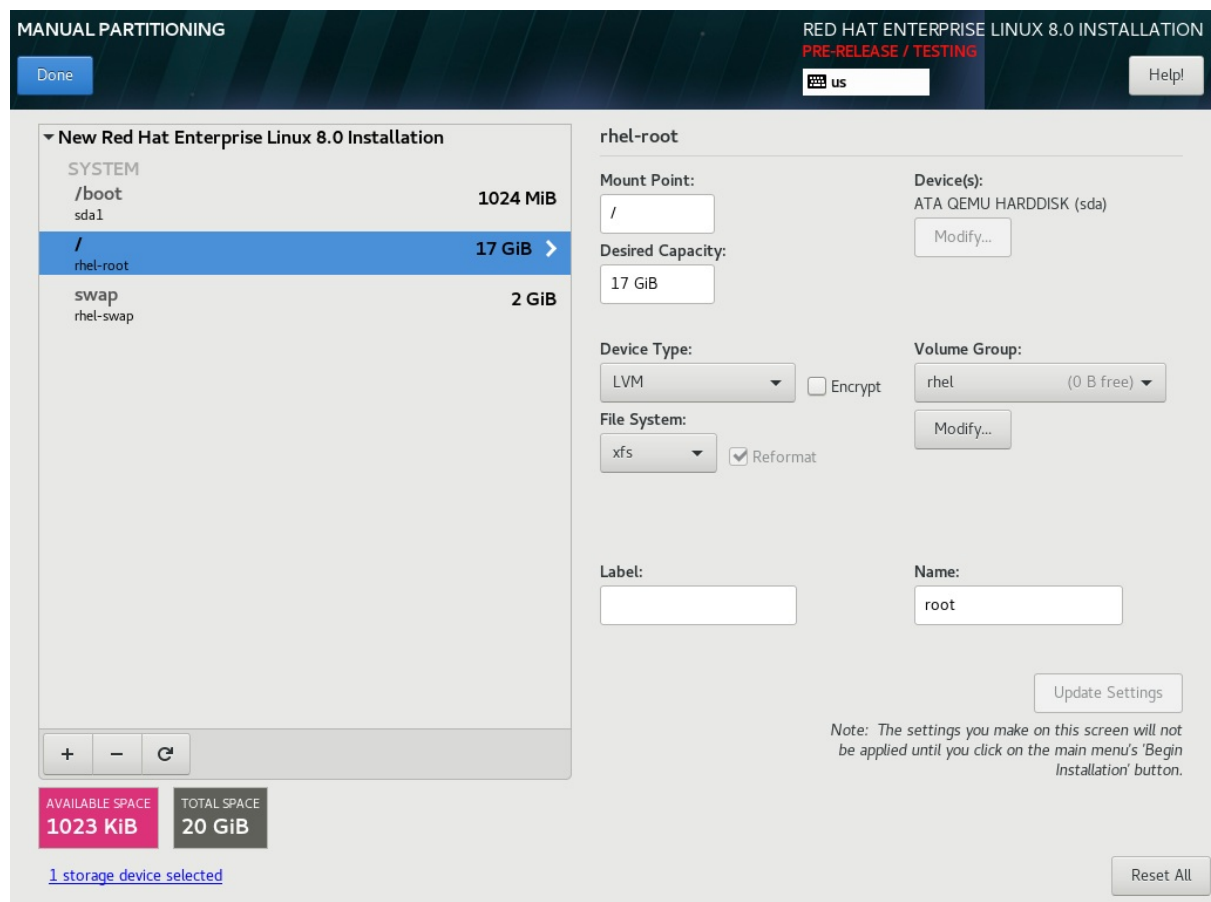 MANUAL PARTITIONING
RED HAT ENTERPRISE LINUX 8.0 INSTALLATION
PRE-RELEASE / TESTING
Done
us
Help!
New Red Hat Enterprise Linux 8.0 Installation
SYSTEM
/boot
1024 MiB
sda1
/
17 GiB
rhel-root
swap
2 GiB
rhel-swap
rhel-root
Mount Point:
/
Desired Capacity:
17 GiB
Device(s):
ATA QEMU HARDDISK (sda)
Modify...
Device Type:
LVM
Encrypt
Volume Group:
rhel (0 B free)
File System:
xfs
Reformat
Modify...
Label:
Name:
root
Update Settings
Note: The settings you make on this screen will not
be applied until you click on the main menu's 'Begin
Installation' button.
+ − 
AVAILABLE SPACE
1023 KiB
TOTAL SPACE
20 GiB
1 storage device selected
Reset All